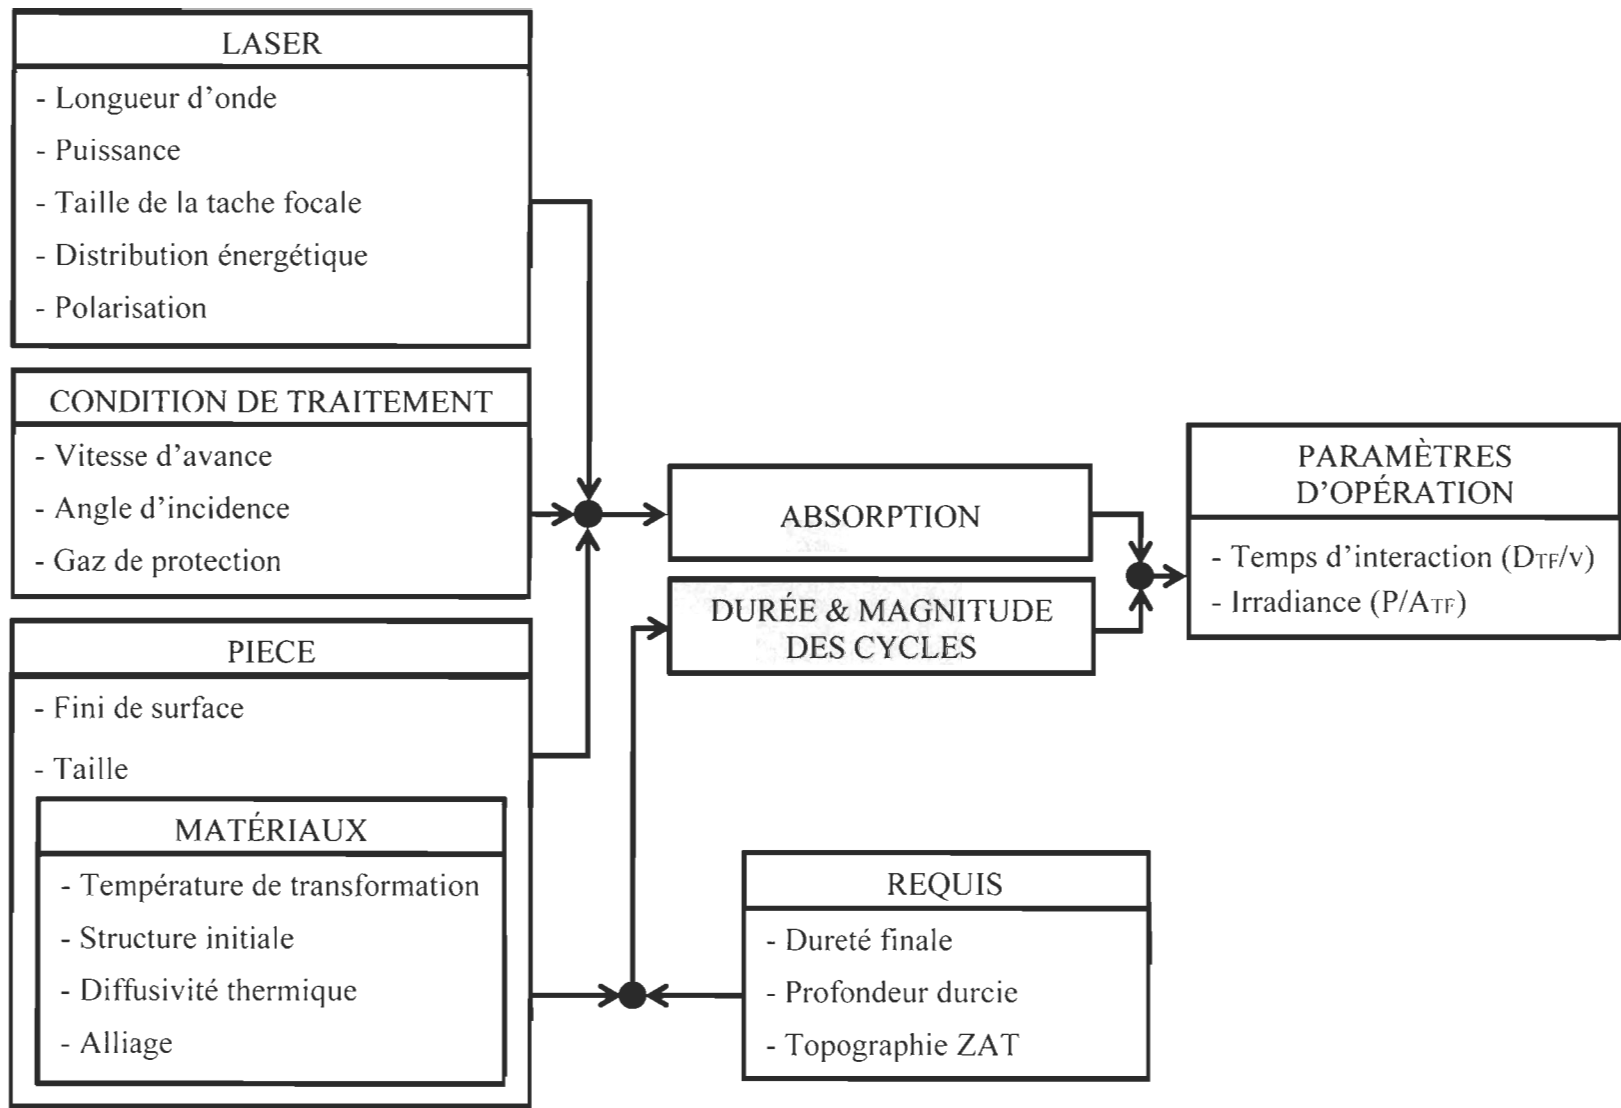 LASER
- Longueur d'onde
- Puissance
- Taille de la tache focale
- Distribution énergétique
- Polarisation
CONDITION DE TRAITEMENT
- Vitesse d'avance
- Angle d'incidence
- Gaz de protection
PIECE
- Fini de surface
- Taille
MATÉRIAUX
- Température de transformation
- Structure initiale
- Diffusivité thermique
- Alliage
ABSORPTION
DURÉE & MAGNITUDE
DES CYCLES
REQUIS
- Dureté finale
- Profondeur durcie
- Topographie ZAT
PARAMÈTRES
D'OPÉRATION
- Temps d'interaction (DTF/v)
- Irradiance (P/ATF)